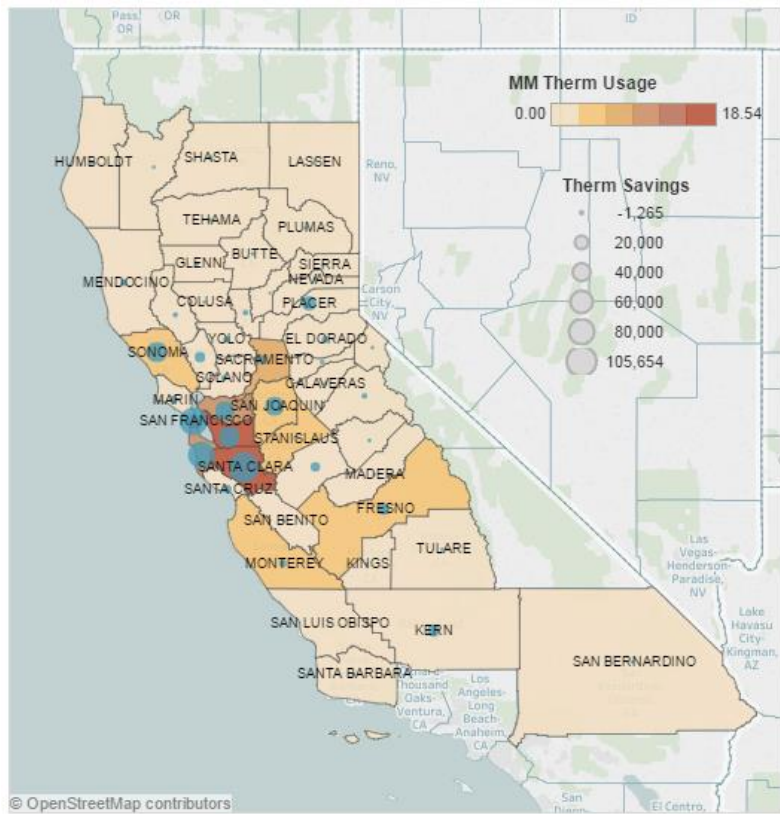 Pass,
OR
OR
ID
MM Therm Usage
0.00
18.54
Therm Savings
-1,265
20,000
40,000
60,000
80,000
105,654
HUMBOLDT
SHASTA
LASSEN
Reno,
NV
TEHAMA
PLUMAS
GLENN
BUTTE
SIERRA
NEVADA
MENDOCINO
COLUSA
PLACER
Carson
City,
NV
SONOMA
YOLO
EL DORADO
SACRAMENTO
SOLANO
CALAVERAS
MARIN
SAN JOAQUIN
SAN FRANCISCO
STANISLAUS
SANTA CLARA
MADERA
SANTA CRUZ
FRESNO
SAN BENITO
TULARE
MONTEREY
KINGS
Las
Vegas-
Henderson-
Paradise,
NV
SAN LUIS OBISPO
KERN
Lake
Havasu
City-
Kingman,
AZ
SAN BERNARDINO
SANTA BARBARA
Thousand
Oaks-
Ventura,
CA
Los
Angeles-
Long
Beach-
Anaheim,
CA
San
El Centro,
© OpenStreetMap contributors